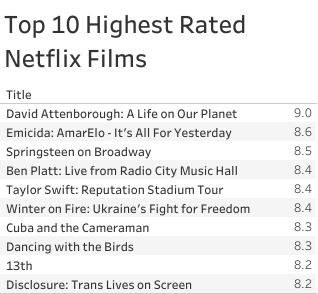 Top 10 Highest Rated
Netflix Films
Title
David Attenborough: A Life on Our Planet 9.0
Emicida: AmarElo - It's All For Yesterday 8.6
Springsteen on Broadway 8.5
Ben Platt: Live from Radio City Music Hall 8.4
Taylor Swift: Reputation Stadium Tour 8.4
Winter on Fire: Ukraine's Fight for Freedom 8.4
Cuba and the Cameraman 8.3
Dancing with the Birds 8.3
13th 8.2
Disclosure: Trans Lives on Screen 8.2